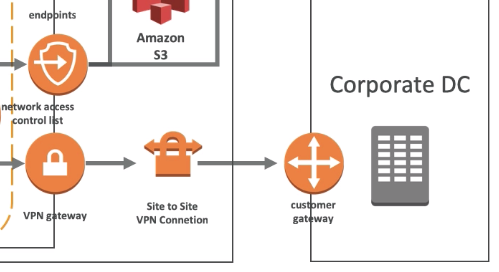 endpoints
Amazon
S3
network access
control list
VPN gateway
Site to Site
VPN Connetion
customer
gateway
Corporate DC